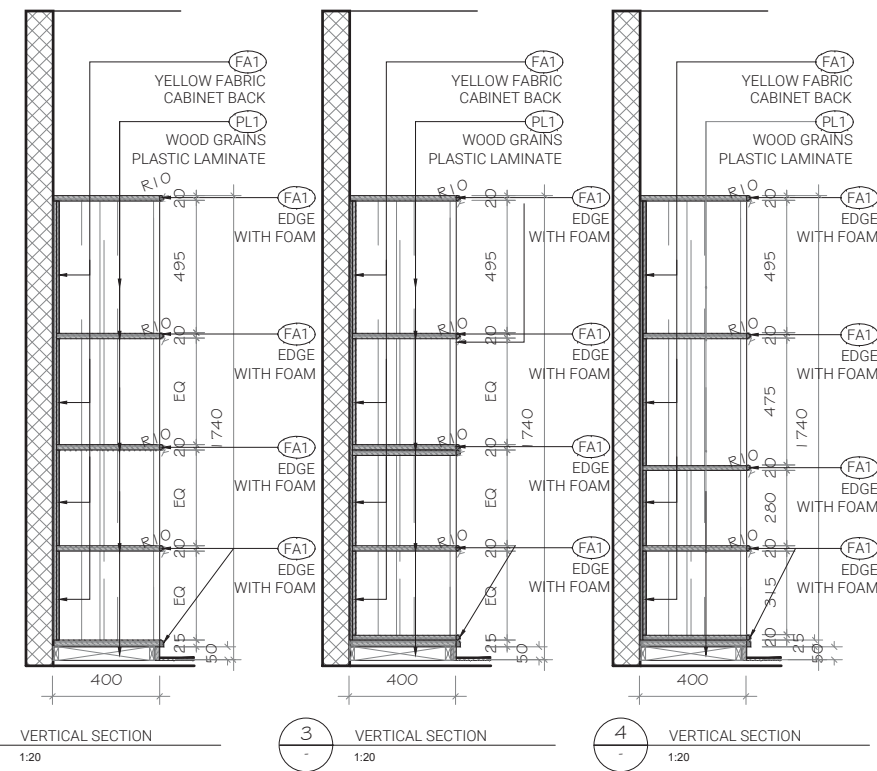 FA1
YELLOW FABRIC
CABINET BACK
PL1
WOOD GRAINS
PLASTIC LAMINATE
R10
20
FA1
EDGE
WITH FOAM
495
R10
20
FA1
EDGE
WITH FOAM
EQ
1740
R10
20
FA1
EDGE
WITH FOAM
EQ
R10
20
FA1
EDGE
WITH FOAM
EQ
25
50
400
VERTICAL SECTION
1:20
FA1
YELLOW FABRIC
CABINET BACK
PL1
WOOD GRAINS
PLASTIC LAMINATE
R10
20
FA1
EDGE
WITH FOAM
495
R10
20
FA1
EDGE
WITH FOAM
EQ
1740
R10
20
FA1
EDGE
WITH FOAM
EQ
R10
20
FA1
EDGE
WITH FOAM
EQ
25
50
400
3
-
VERTICAL SECTION
1:20
FA1
YELLOW FABRIC
CABINET BACK
PL1
WOOD GRAINS
PLASTIC LAMINATE
R10
20
FA1
EDGE
WITH FOAM
495
R10
20
FA1
EDGE
WITH FOAM
475
1740
R10
20
FA1
EDGE
WITH FOAM
280
R10
20
FA1
EDGE
WITH FOAM
315
20
25
50
400
4
-
VERTICAL SECTION
1:20